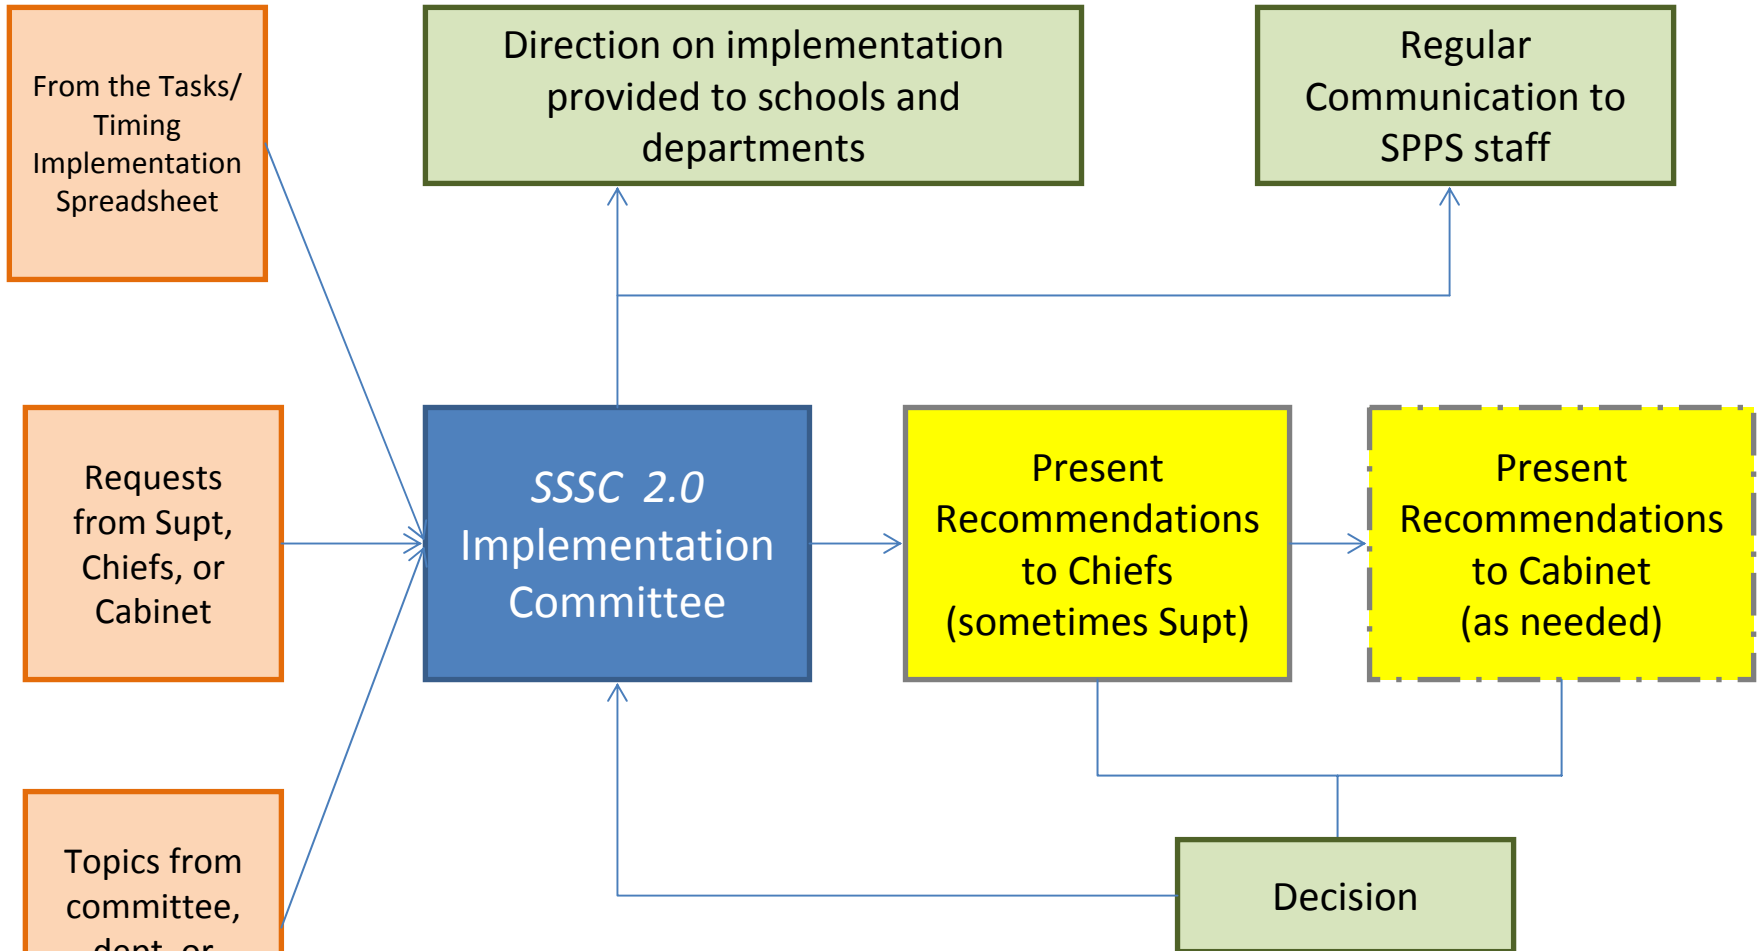 From the Tasks/
Timing
Implementation
Spreadsheet
Direction on implementation
provided to schools and
departments
Regular
Communication to
SPPS staff
Requests
from Supt,
Chiefs, or
Cabinet
SSSC 2.0
Implementation
Committee
Present
Recommendations
to Chiefs
(sometimes Supt)
Present
Recommendations
to Cabinet
(as needed)
Topics from
committee,
dept. or
Decision